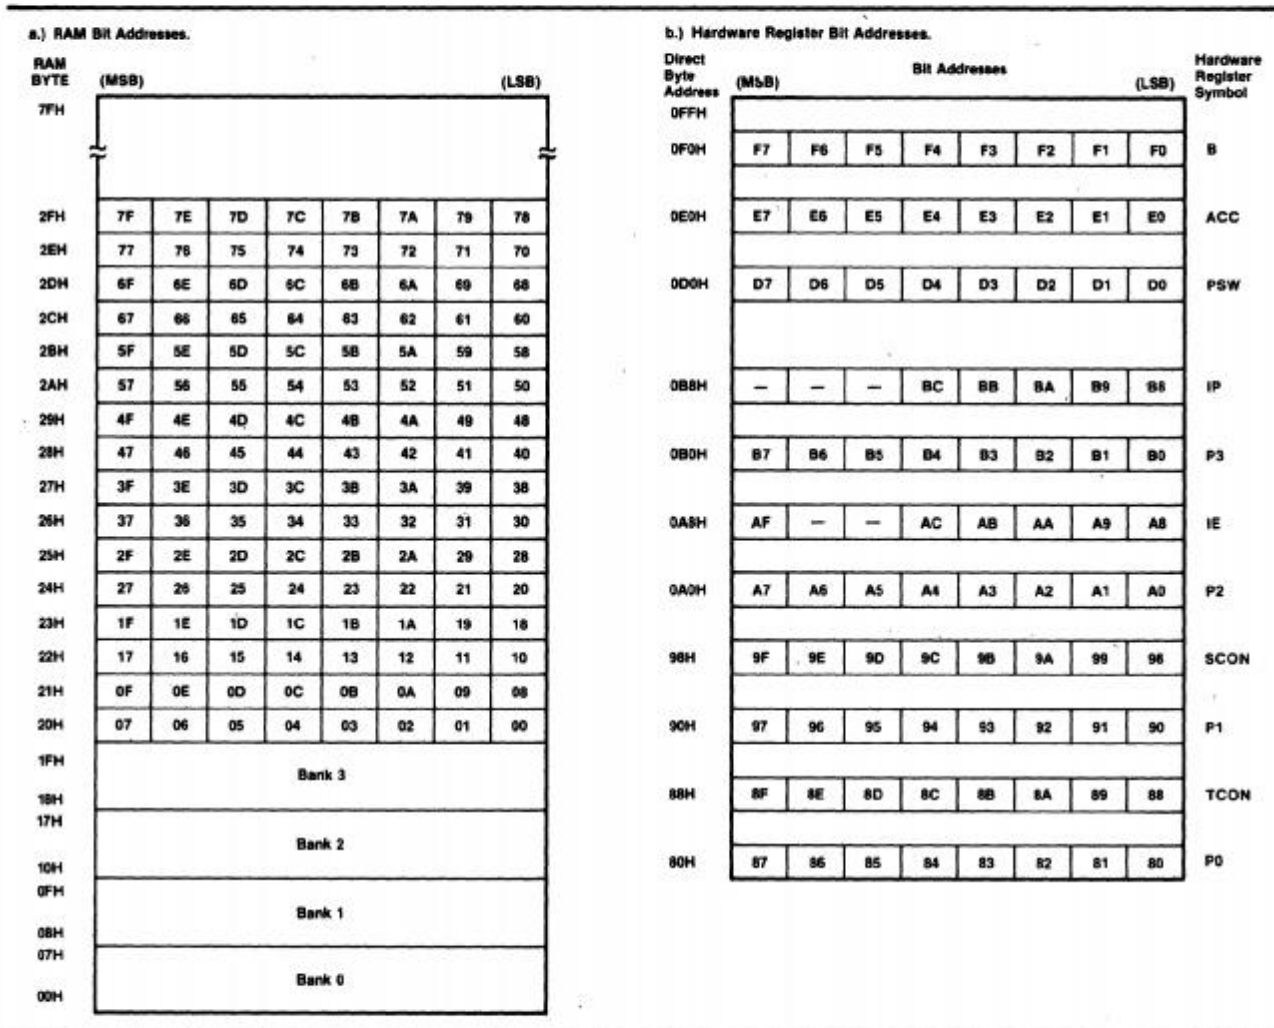 a.) RAM Bit Addresses.
RAM
BYTE (MSB) (LSB)
7FH
2FH 7F 7E 7D 7C 7B 7A 79 78
2EH 77 76 75 74 73 72 71 70
2DH 6F 6E 6D 6C 6B 6A 69 68
2CH 67 66 65 64 63 62 61 60
2BH 5F 5E 5D 5C 5B 5A 59 58
2AH 57 56 55 54 53 52 51 50
29H 4F 4E 4D 4C 4B 4A 49 48
28H 47 46 45 44 43 42 41 40
27H 3F 3E 3D 3C 3B 3A 39 38
26H 37 36 35 34 33 32 31 30
25H 2F 2E 2D 2C 2B 2A 29 28
24H 27 26 25 24 23 22 21 20
23H 1F 1E 1D 1C 1B 1A 19 18
22H 17 16 15 14 13 12 11 10
21H 0F 0E 0D 0C 0B 0A 09 08
20H 07 06 05 04 03 02 01 00
1FH
Bank 3
18H
17H
Bank 2
10H
0FH
Bank 1
08H
07H
Bank 0
00H
b.) Hardware Register Bit Addresses.
Direct
Byte
Address (MSB) Bit Addresses (LSB) Hardware
Register
Symbol
0FFH
0F0H F7 F6 F5 F4 F3 F2 F1 F0 B
0E0H E7 E6 E5 E4 E3 E2 E1 E0 ACC
0D0H D7 D6 D5 D4 D3 D2 D1 D0 PSW
0B8H — — — BC BB BA B9 B8 IP
0B0H B7 B6 B5 B4 B3 B2 B1 B0 P3
0A8H AF — — AC AB AA A9 A8 IE
0A0H A7 A6 A5 A4 A3 A2 A1 A0 P2
98H 9F 9E 9D 9C 9B 9A 99 98 SCON
90H 97 96 95 94 93 92 91 90 P1
88H 8F 8E 8D 8C 8B 8A 89 88 TCON
80H 87 86 85 84 83 82 81 80 P0